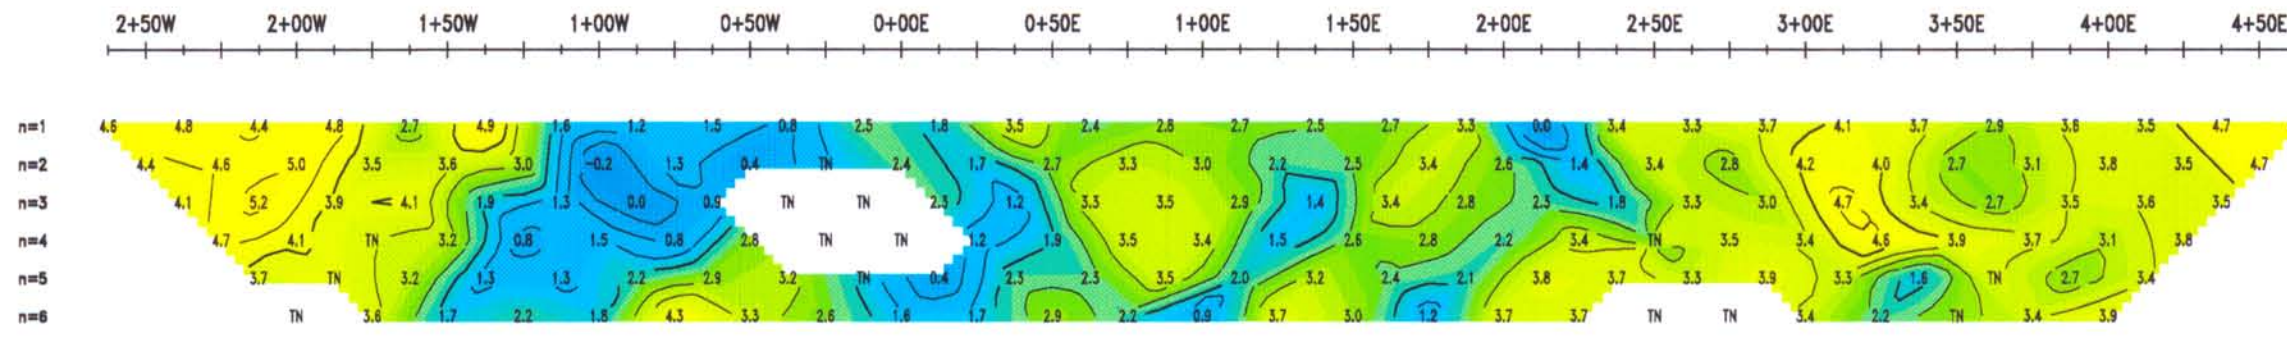 2+50W 2+00W 1+50W 1+00W 0+50W 0+00E 0+50E 1+00E 1+50E 2+00E 2+50E 3+00E 3+50E 4+00E 4+50E
n=1 4.6 4.8 4.4 4.8 2.7 4.9 1.6 1.2 1.5 0.8 TN 2.5 1.8 3.5 2.4 2.8 2.7 2.5 2.7 3.3 0.0 3.4 3.3 3.7 4.1 3.7 2.9 3.6 3.5 4.7
n=2 4.4 4.6 5.0 3.5 3.6 3.0 -0.2 1.3 0.4 TN 2.4 1.7 2.7 3.3 3.0 2.2 2.5 3.4 2.6 1.4 3.4 2.8 4.2 4.0 2.7 3.1 3.8 3.5 4.7
n=3 4.1 5.2 3.9 4.1 1.9 1.3 0.0 0.9 TN TN 2.3 1.2 3.3 3.5 2.9 1.4 3.4 2.8 2.3 1.8 3.3 3.0 4.7 3.4 2.7 3.5 3.6 3.5
n=4 4.7 4.1 TN 3.2 0.8 1.5 0.8 2.8 TN TN 1.2 1.9 3.5 3.4 1.5 2.6 2.8 2.2 3.4 TN 3.5 3.4 4.6 3.9 3.7 3.1 3.8
n=5 3.7 TN 3.2 1.3 1.3 2.2 2.9 3.2 TN 0.4 2.3 2.3 3.5 2.0 3.2 2.4 2.1 3.8 3.7 3.3 3.9 3.3 1.6 TN 2.7 3.4
n=6 TN 3.6 1.7 2.2 1.8 4.3 3.3 2.6 1.6 1.7 2.9 2.2 0.9 3.7 3.0 1.2 3.7 3.7 TN TN 3.4 2.2 TN 3.4 3.9